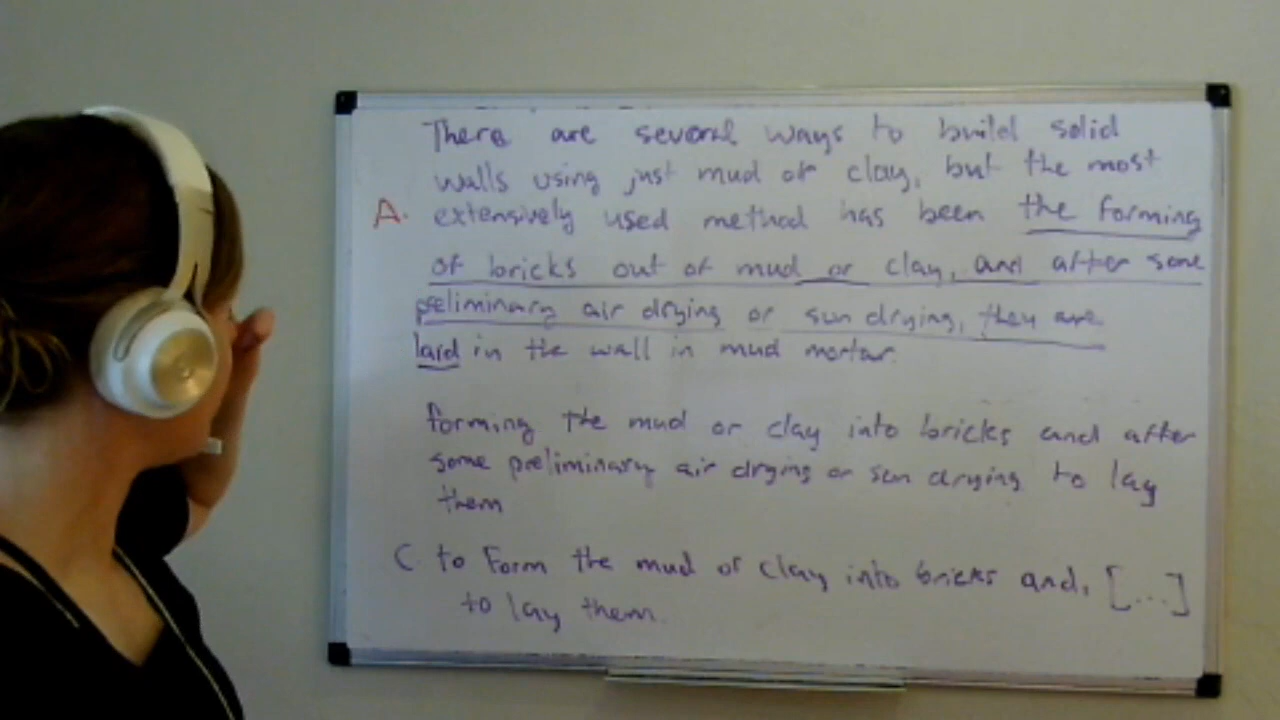 There are several ways to build solid
walls using just mud or clay, but the most
A. extensively used method has been the forming
of bricks out of mud or clay, and after some
preliminary air drying or sun drying, they are
laid in the wall in mud mortar.
forming the mud or clay into bricks and after
some preliminary air drying or sun drying to lay
them
C to form the mud or clay into bricks and, [...]
to lay them.